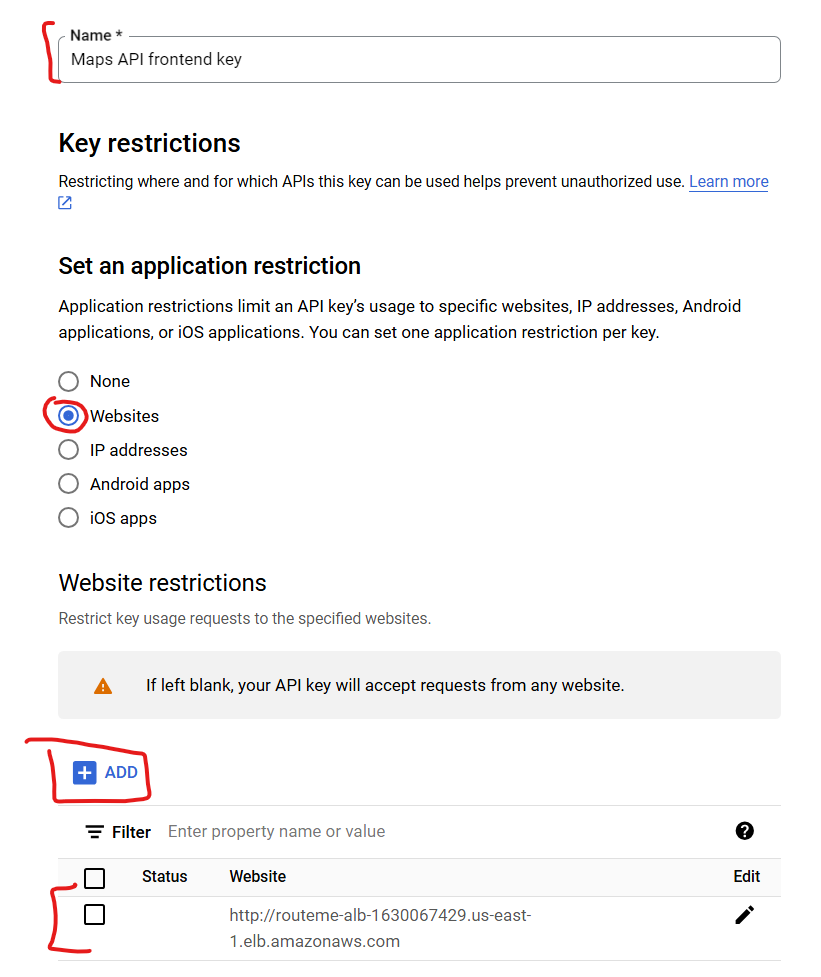 Name *
Maps API frontend key
Key restrictions
Restricting where and for which APIs this key can be used helps prevent unauthorized use. Learn more
Set an application restriction
Application restrictions limit an API key's usage to specific websites, IP addresses, Android
applications, or iOS applications. You can set one application restriction per key.
None
Websites
IP addresses
Android apps
iOS apps
Website restrictions
Restrict key usage requests to the specified websites.
If left blank, your API key will accept requests from any website.
ADD
Filter Enter property name or value
Status Website Edit
http://routeme-alb-1630067429.us-east-
1.elb.amazonaws.com